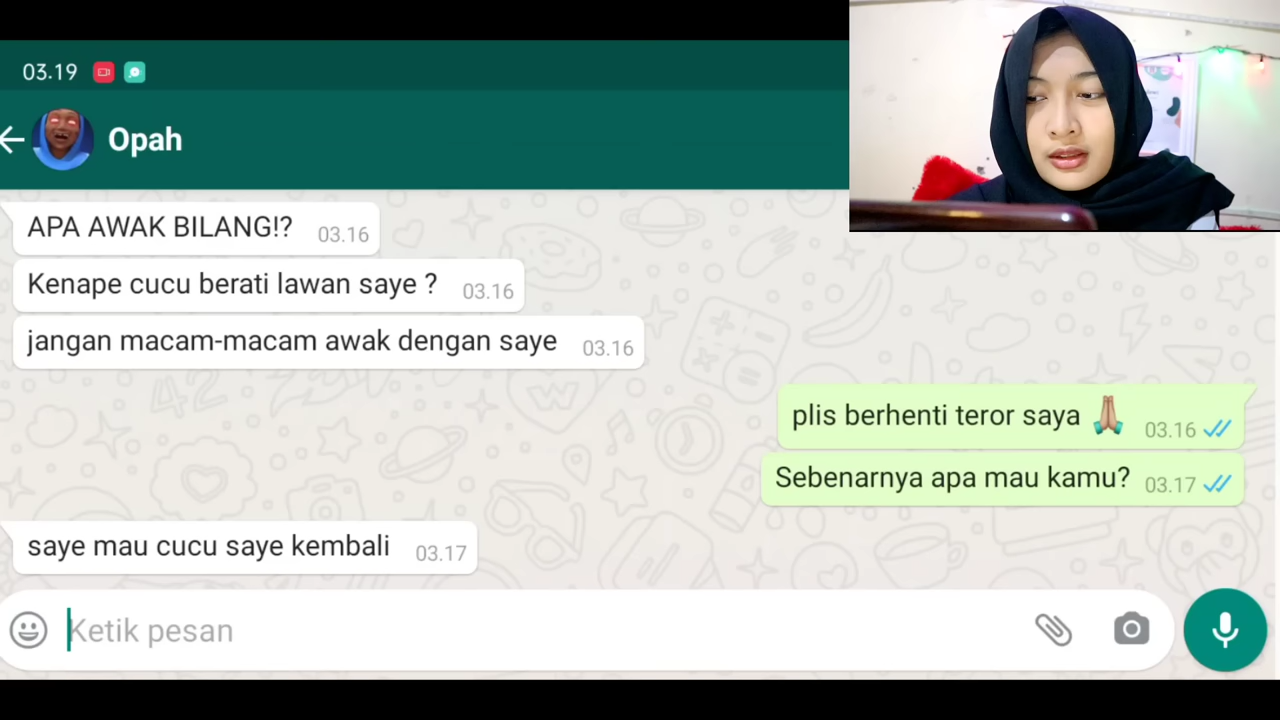 03.19
Opah
APA AWAK BILANG!? 03.16
Kenape cucu berati lawan saye ? 03.16
jangan macam-macam awak dengan saye 03.16
plis berhenti teror saya 🙏🏼 03.16
Sebenarnya apa mau kamu? 03.17
saye mau cucu saye kembali 03.17
Ketik pesan